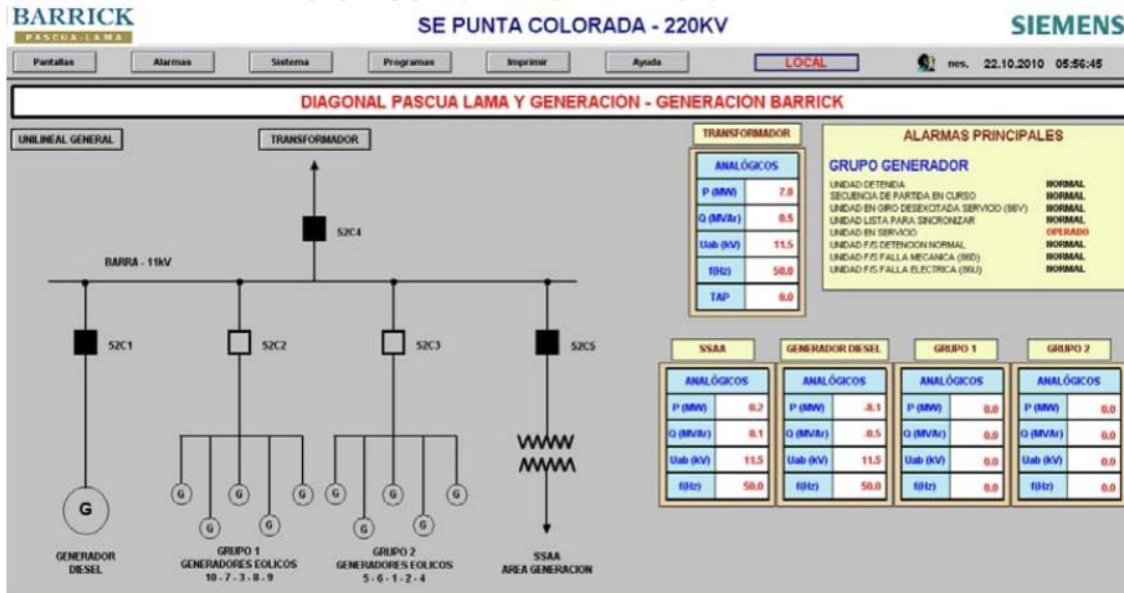 BARRICK
PASCUA-LAMA
SE PUNTA COLORADA - 220KV
SIEMENS
Pantallas Alarmas Sistema Programas Imprimir Ayuda LOCAL nes. 22.10.2010 05:56:45
DIAGONAL PASCUA LAMA Y GENERACIÓN - GENERACIÓN BARRICK
UNILINEAL GENERAL
TRANSFORMADOR
52C4
BARRA - 11kV
52C1
52C2
52C3
52C5
G
G G G G G
G G G G G
GENERADOR
DIESEL
GRUPO 1
GENERADORES EOLICOS
10 - 7 - 3 - 8 - 9
GRUPO 2
GENERADORES EOLICOS
5 - 6 - 1 - 2 - 4
SSAA
AREA GENERACION
TRANSFORMADOR
ANALÓGICOS
P (MW) 7.8
Q (MVAr) 0.5
Uab (kV) 11.5
f(Hz) 50.0
TAP 0.0
ALARMAS PRINCIPALES
GRUPO GENERADOR
UNIDAD DETENIDA NORMAL
SECUENCIA DE PARTIDA EN CURSO NORMAL
UNIDAD EN GIRO DESEXCITADA SERVICIO (86V) NORMAL
UNIDAD LISTA PARA SINCRONIZAR NORMAL
UNIDAD EN SERVICIO OPERADO
UNIDAD F/S DETENCION NORMAL NORMAL
UNIDAD F/S FALLA MECANICA (86D) NORMAL
UNIDAD F/S FALLA ELECTRICA (86U) NORMAL
SSAA
ANALÓGICOS
P (MW) 0.2
Q (MVAr) 0.1
Uab (kV) 11.5
f(Hz) 50.0
GENERADOR DIESEL
ANALÓGICOS
P (MW) -8.1
Q (MVAr) -0.5
Uab (kV) 11.5
f(Hz) 50.0
GRUPO 1
ANALÓGICOS
P (MW) 0.0
Q (MVAr) 0.0
Uab (kV) 0.0
f(Hz) 0.0
GRUPO 2
ANALÓGICOS
P (MW) 0.0
Q (MVAr) 0.0
Uab (kV) 0.0
f(Hz) 0.0